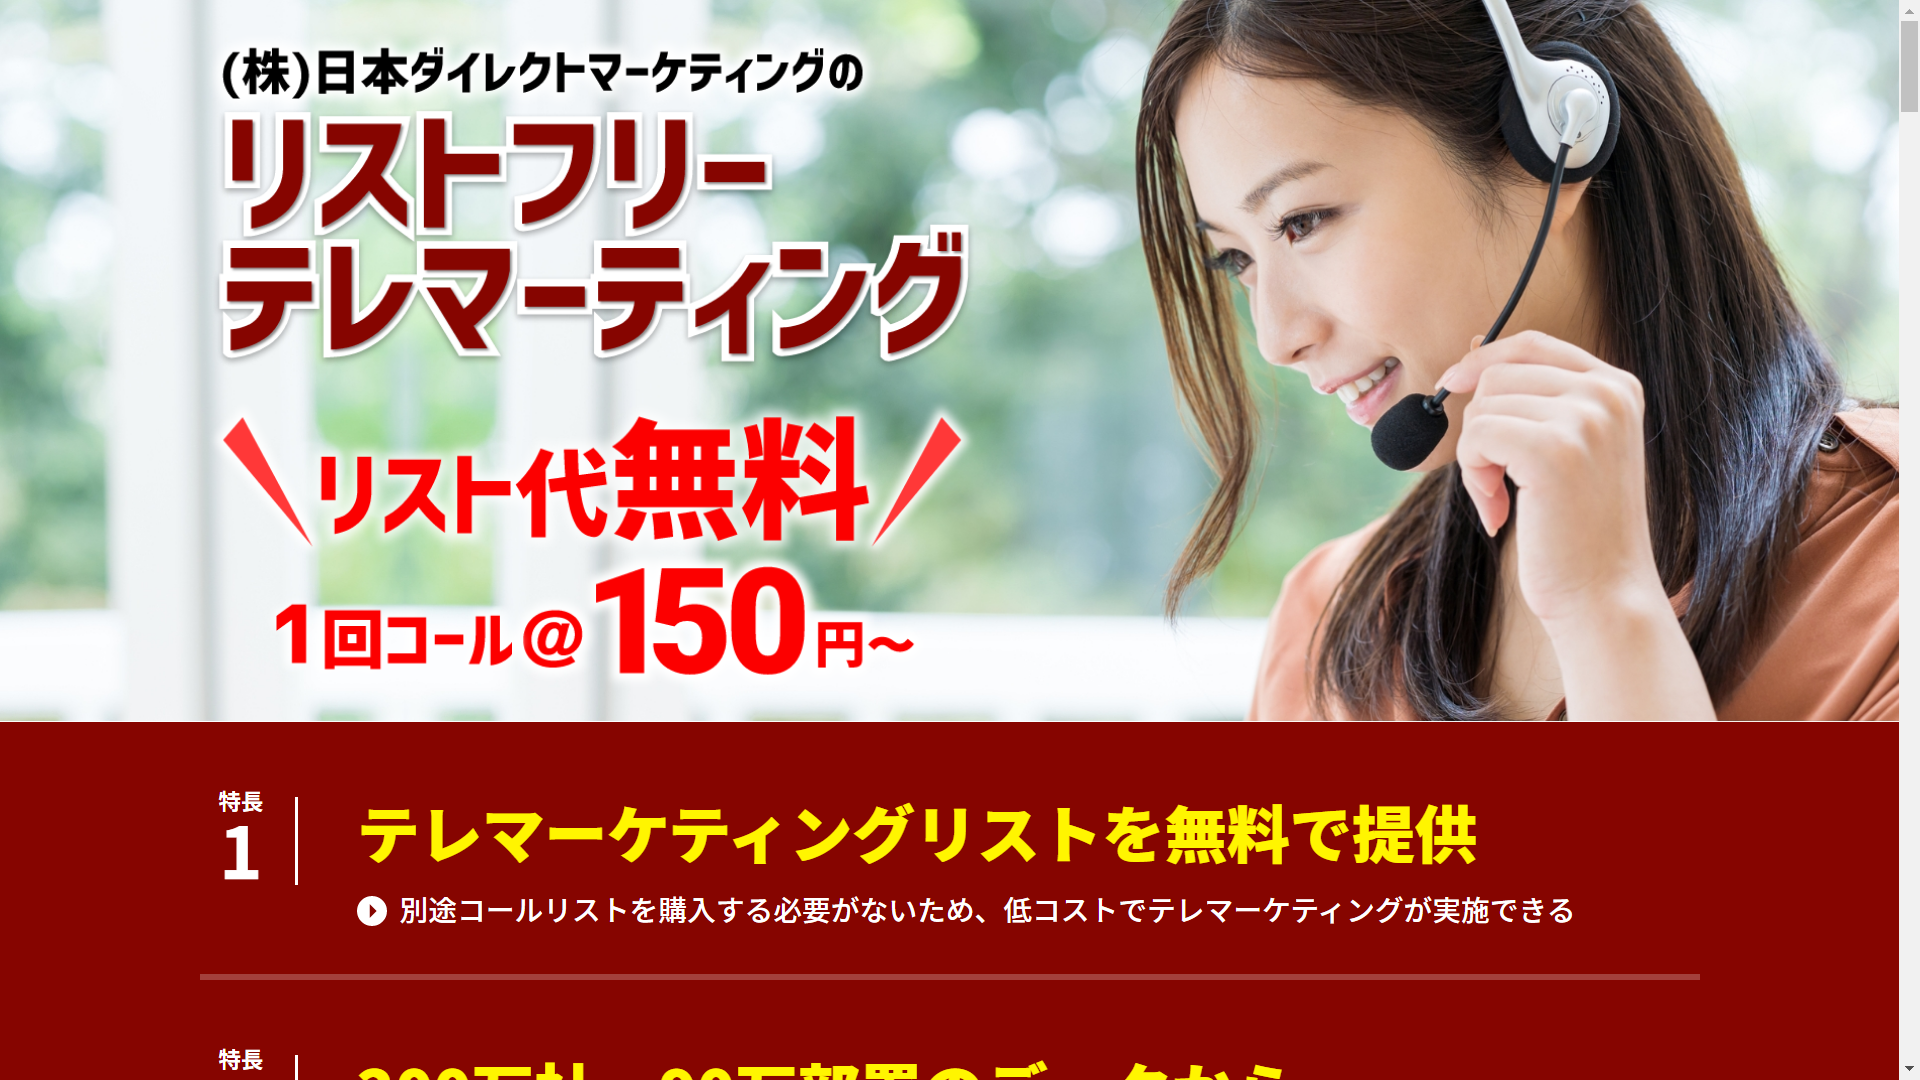 (株)日本ダイレクトマーケティングの
リストフリー
テレマーティング
リスト代無料
1回コール@150円〜
特長
1
テレマーケティングリストを無料で提供
別途コールリストを購入する必要がないため、低コストでテレマーケティングが実施できる
特長